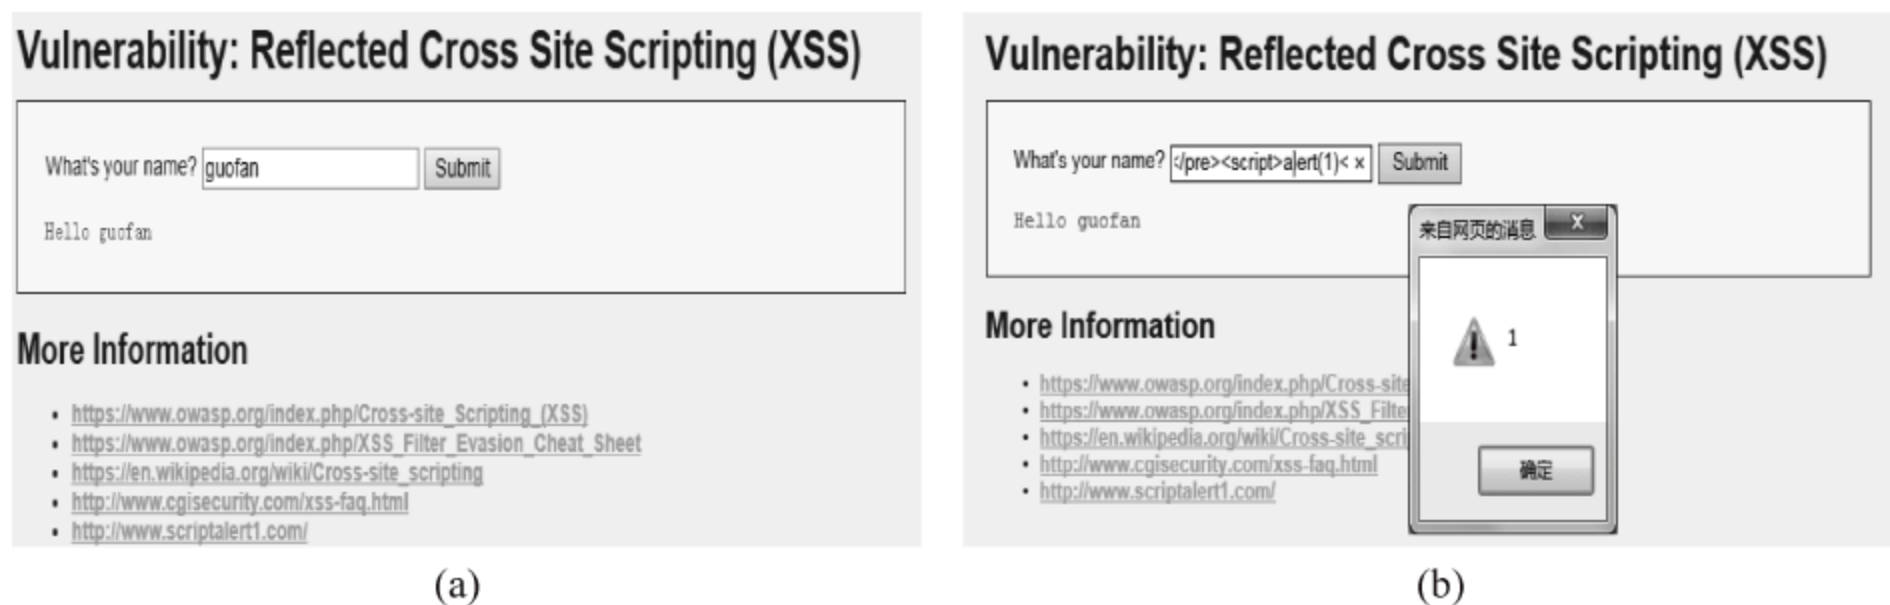 Vulnerability: Reflected Cross Site Scripting (XSS)
What's your name? guofan Submit
Hello guofan
More Information
• https://www.owasp.org/index.php/Cross-site_Scripting_(XSS)
• https://www.owasp.org/index.php/XSS_Filter_Evasion_Cheat_Sheet
• https://en.wikipedia.org/wiki/Cross-site_scripting
• http://www.cgisecurity.com/xss-faq.html
• http://www.scriptalert1.com/
(a)
Vulnerability: Reflected Cross Site Scripting (XSS)
What's your name? </pre><script>alert(1)< × Submit
Hello guofan
来自网页的消息 X
1
确定
More Information
• https://www.owasp.org/index.php/Cross-site
• https://www.owasp.org/index.php/XSS_Filte
• https://en.wikipedia.org/wiki/Cross-site_scri
• http://www.cgisecurity.com/xss-faq.html
• http://www.scriptalert1.com/
(b)